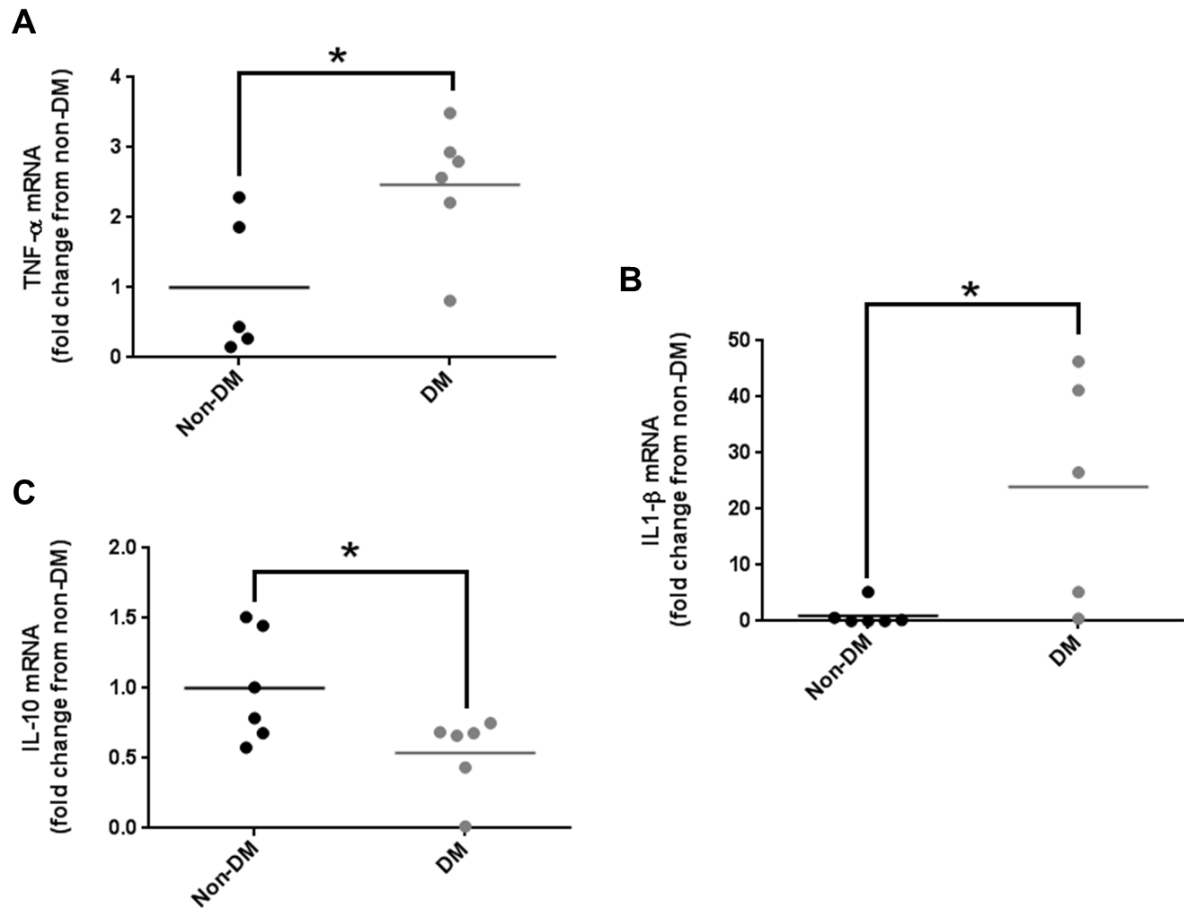 A
*
TNF-α mRNA
(fold change from non-DM)
4
3
2
1
0
Non-DM
DM
B
*
IL1-β mRNA
(fold change from non-DM)
50
40
30
20
10
0
Non-DM
DM
C
*
IL-10 mRNA
(fold change from non-DM)
2.0
1.5
1.0
0.5
0.0
Non-DM
DM